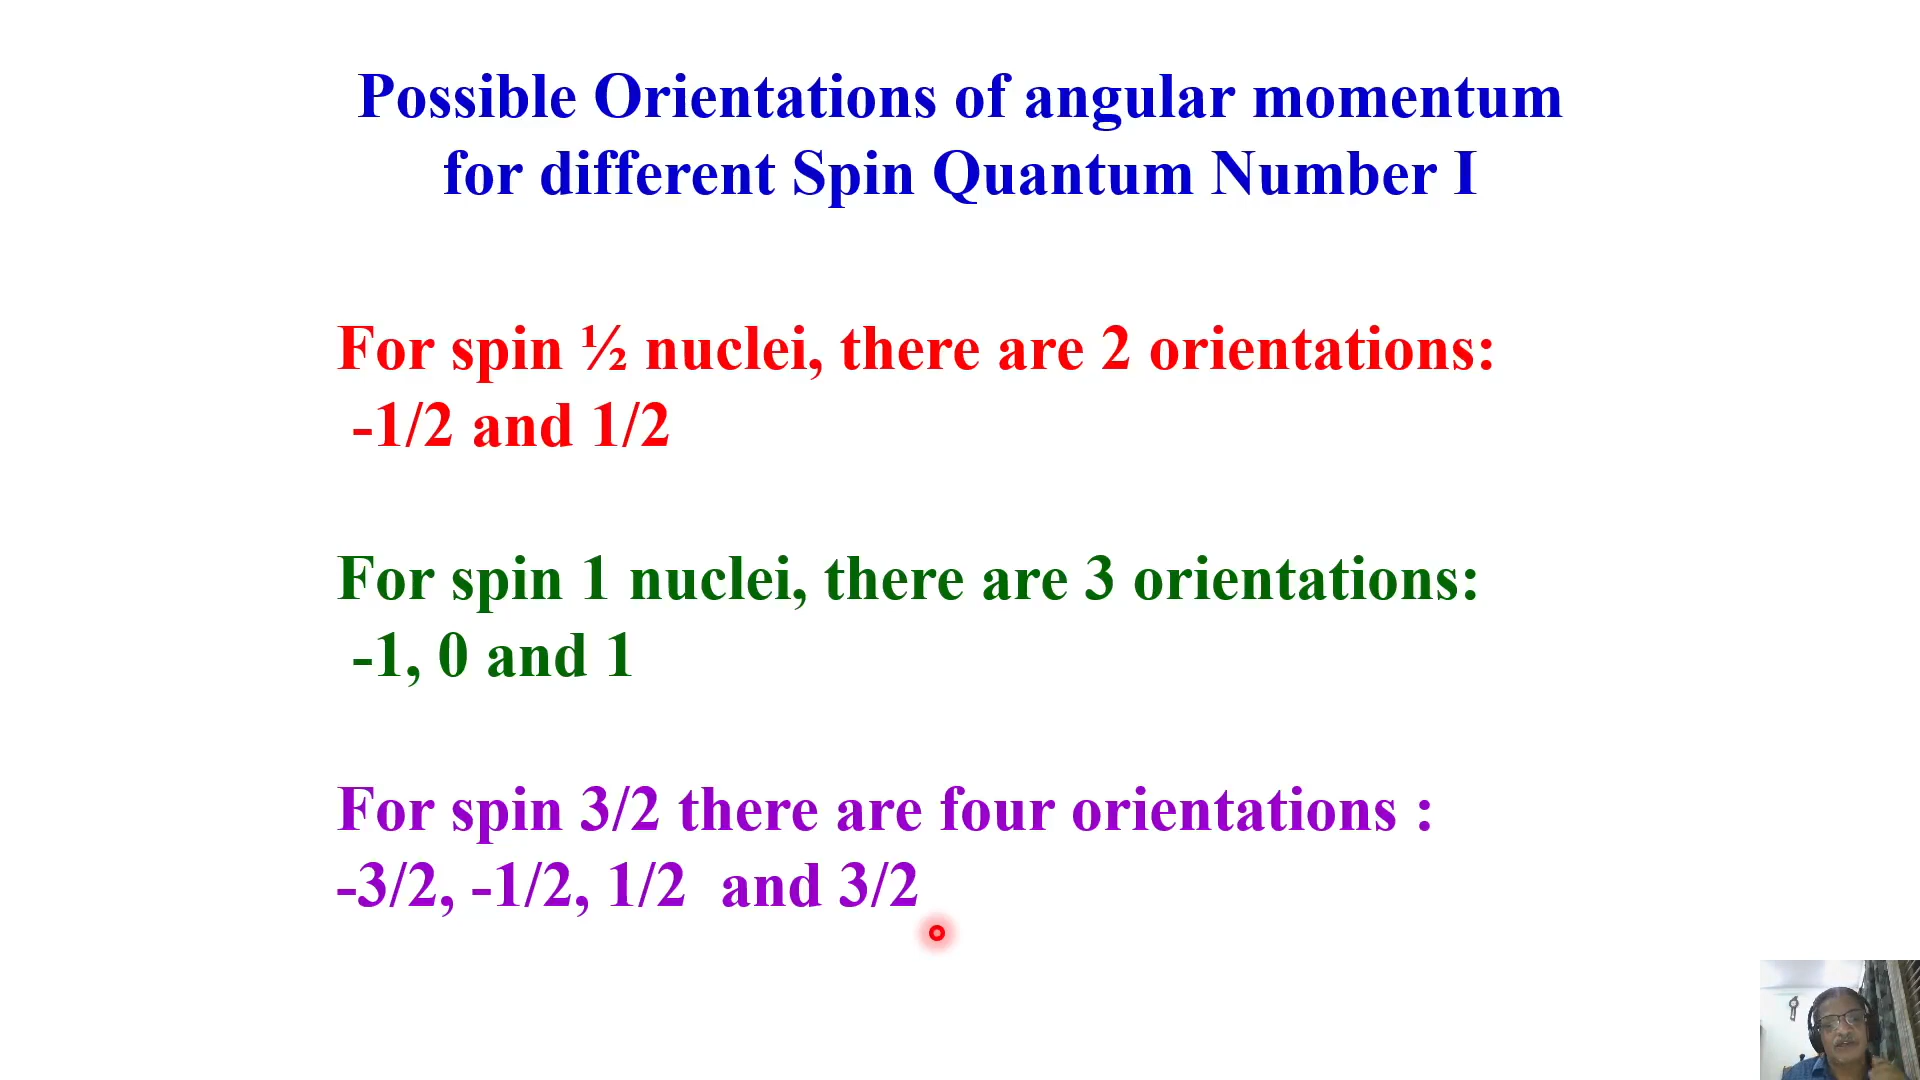 Possible Orientations of angular momentum
for different Spin Quantum Number I
For spin ½ nuclei, there are 2 orientations:
-1/2 and 1/2
For spin 1 nuclei, there are 3 orientations:
-1, 0 and 1
For spin 3/2 there are four orientations :
-3/2, -1/2, 1/2  and 3/2